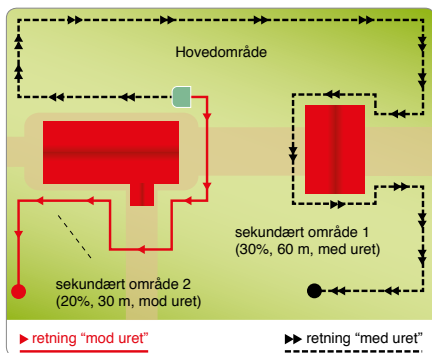 Hovedområde
sekundært område 1
(30%, 60 m, med uret)
sekundært område 2
(20%, 30 m, mod uret)
retning "mod uret"
retning "med uret"